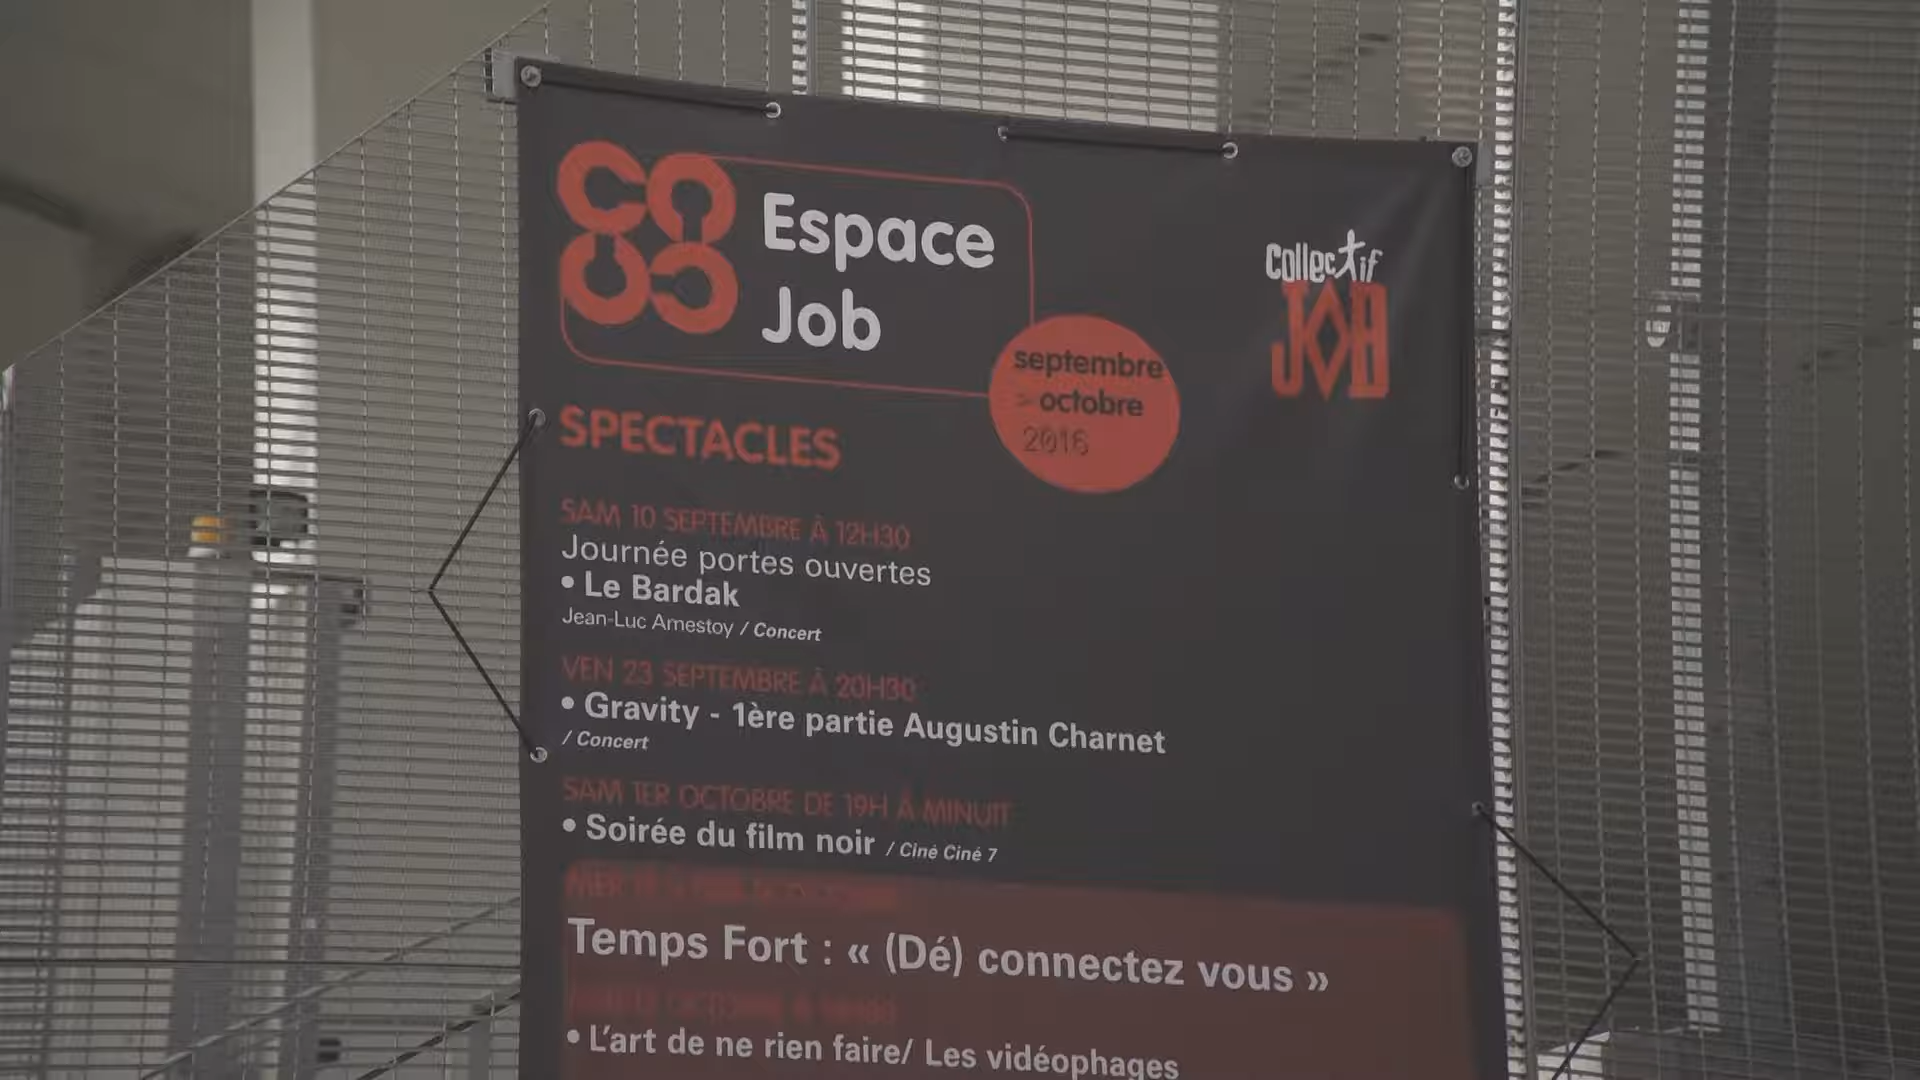 Espace
Job
Collectif
JOB
septembre
> octobre
2016
SPECTACLES
SAM 10 SEPTEMBRE À 12H30
Journée portes ouvertes
• Le Bardak
Jean-Luc Amestoy / Concert
VEN 23 SEPTEMBRE À 20H30
• Gravity - 1ère partie Augustin Charnet
/ Concert
SAM 1ER OCTOBRE DE 19H À MINUIT
• Soirée du film noir / Ciné Ciné 7
Temps Fort : « (Dé) connectez vous »
• L'art de ne rien faire/ Les vidéophages